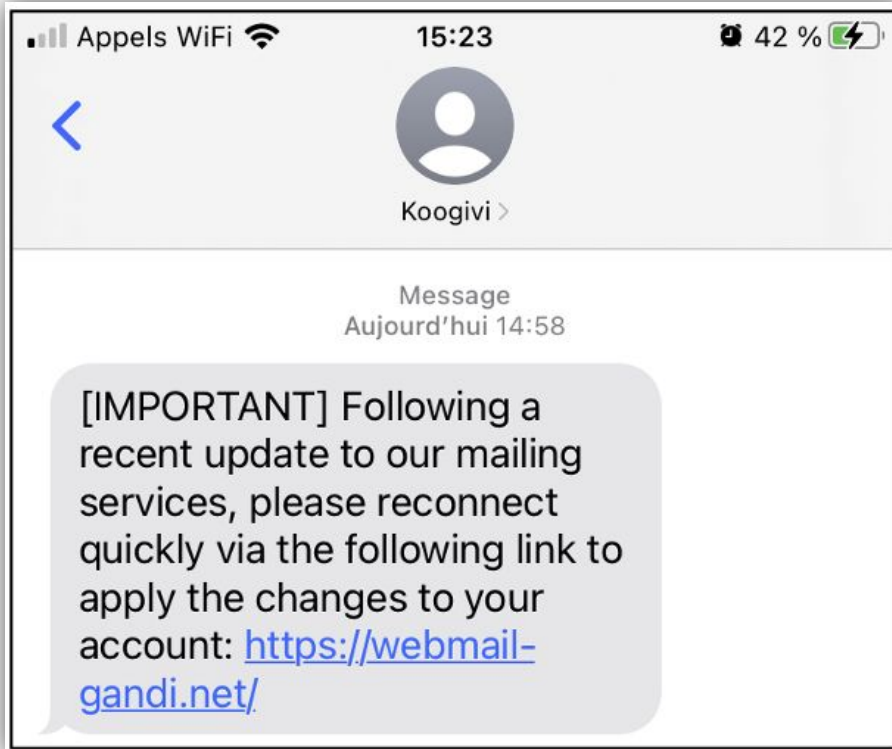 Appels WiFi 15:23 42 %
Koogivi
Message
Aujourd'hui 14:58
[IMPORTANT] Following a
recent update to our mailing
services, please reconnect
quickly via the following link to
apply the changes to your
account: https://webmail-
gandi.net/